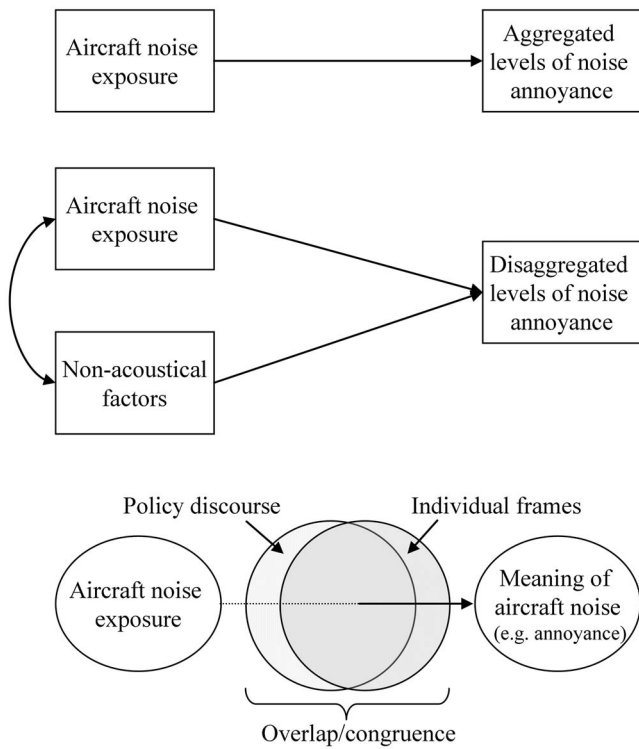 Aircraft noise
exposure
Aggregated
levels of noise
annoyance
Aircraft noise
exposure
Disaggregated
levels of noise
annoyance
Non-acoustical
factors
Policy discourse
Individual frames
Aircraft noise
exposure
Meaning of
aircraft noise
(e.g. annoyance)
Overlap/congruence